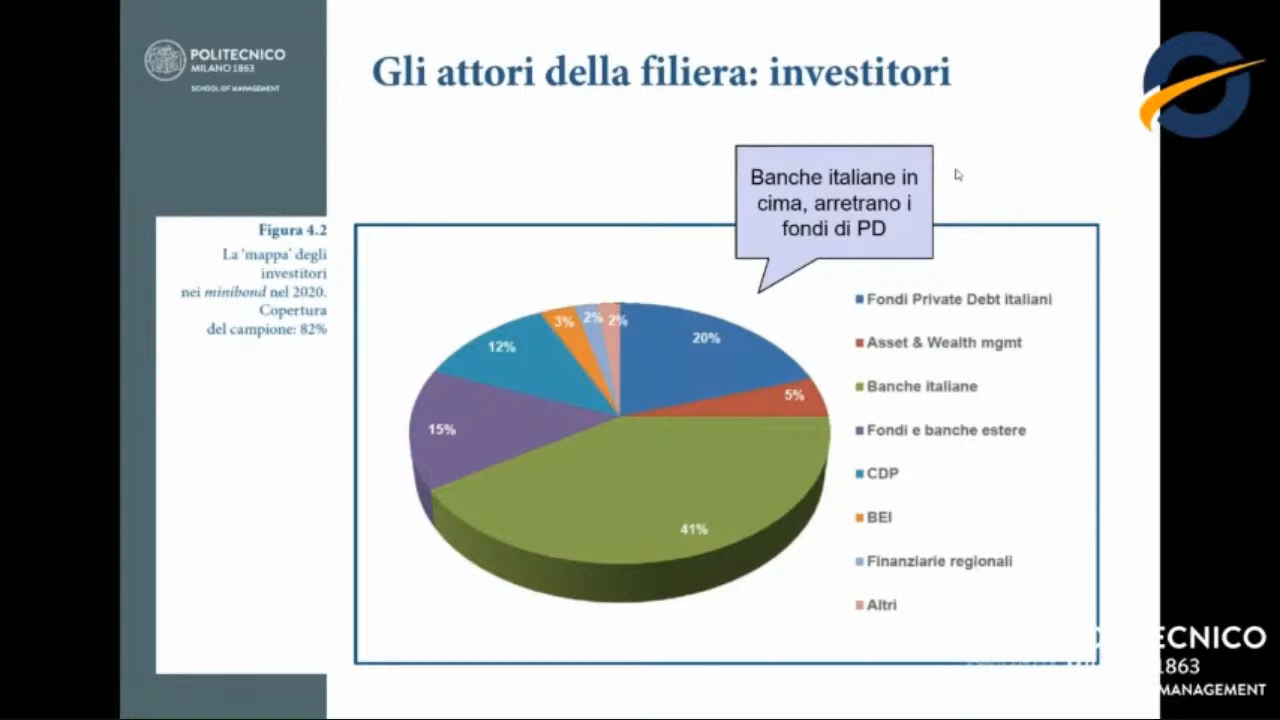 POLITECNICO
MILANO 1863
SCHOOL OF MANAGEMENT
Gli attori della filiera: investitori
Banche italiane in
cima, arretrano i
fondi di PD
Figura 4.2
La 'mappa' degli
investitori
nei minibond nel 2020.
Copertura
del campione: 82%
20%
5%
41%
15%
12%
3%
2%
2%
Fondi Private Debt italiani
Asset & Wealth mgmt
Banche italiane
Fondi e banche estere
CDP
BEI
Finanziarie regionali
Altri
ECNICO
1863
MANAGEMENT